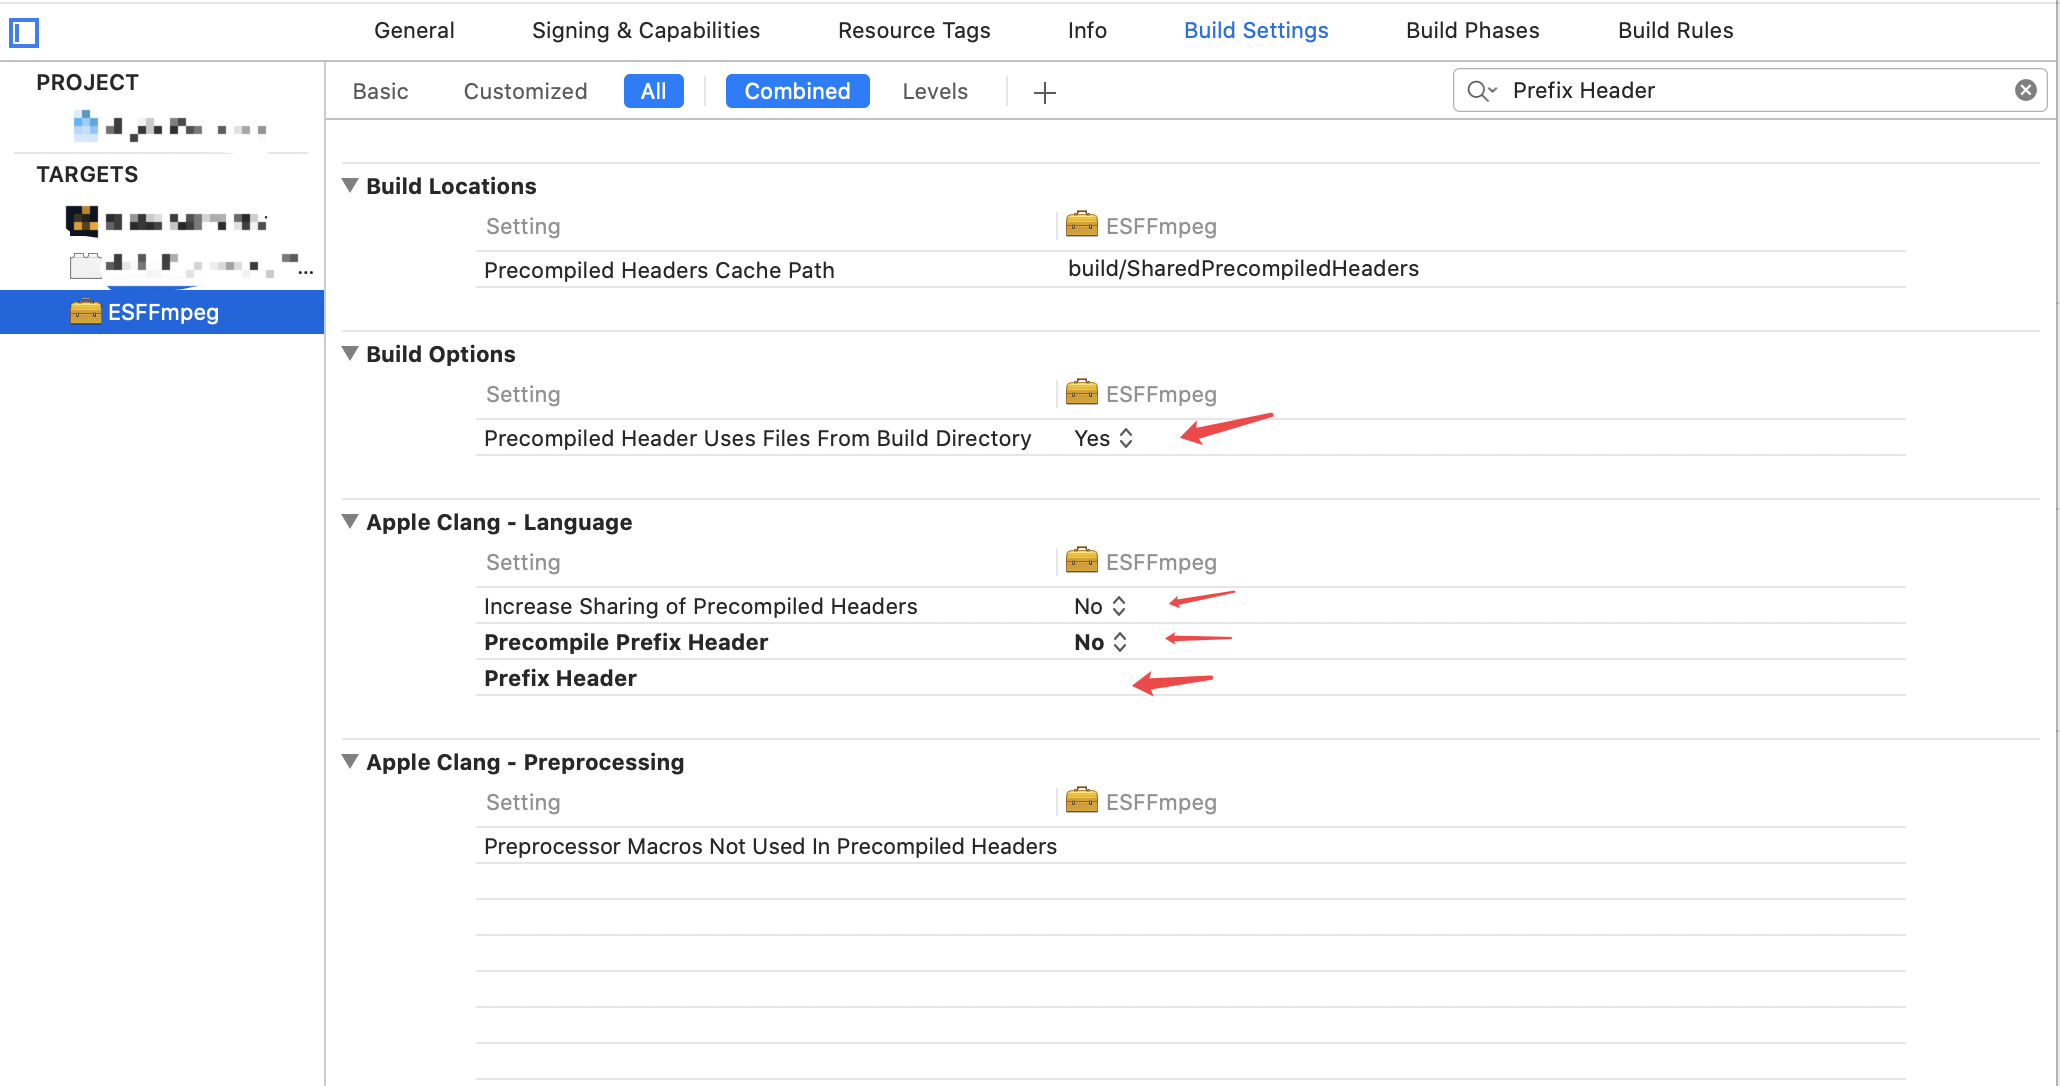 General Signing & Capabilities Resource Tags Info Build Settings Build Phases Build Rules
PROJECT
Basic Customized All Combined Levels Prefix Header
TARGETS
...
ESFFmpeg
Build Locations
Setting ESFFmpeg
Precompiled Headers Cache Path build/SharedPrecompiledHeaders
Build Options
Setting ESFFmpeg
Precompiled Header Uses Files From Build Directory Yes
Apple Clang - Language
Setting ESFFmpeg
Increase Sharing of Precompiled Headers No
Precompile Prefix Header No
Prefix Header
Apple Clang - Preprocessing
Setting ESFFmpeg
Preprocessor Macros Not Used In Precompiled Headers